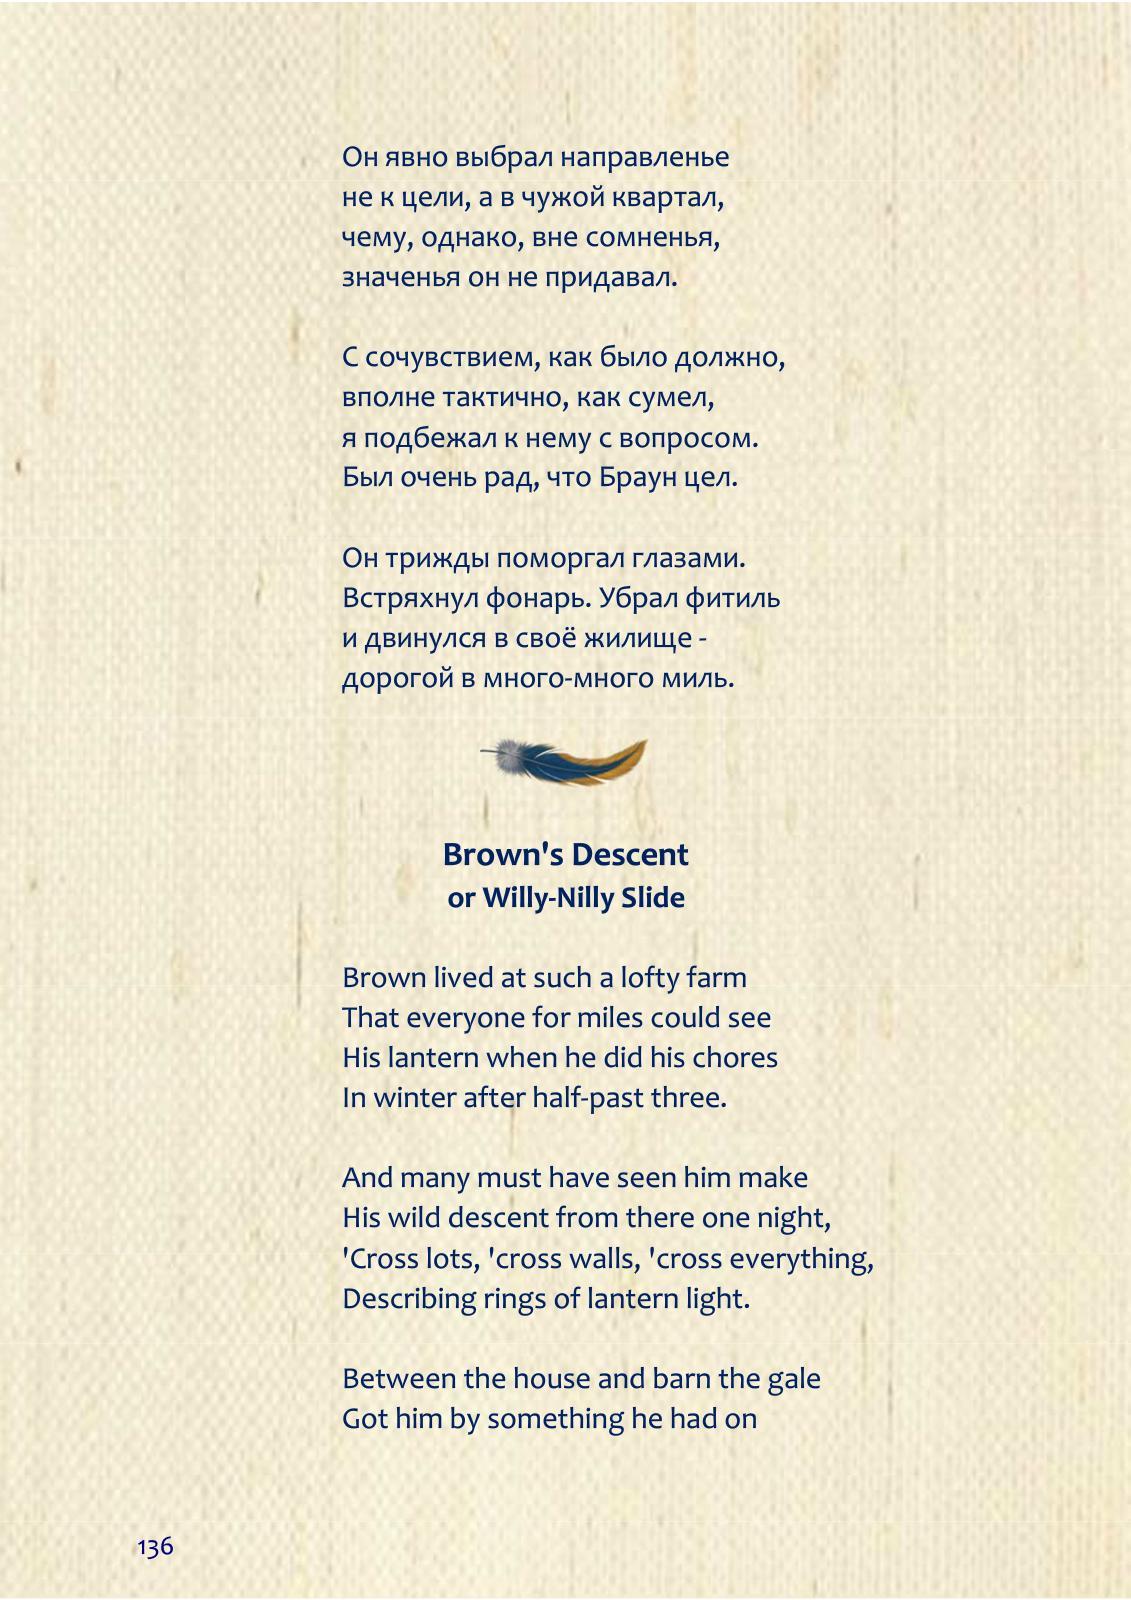 Он явно выбрал направленье
не к цели, а в чужой квартал,
чему, однако, вне сомненья,
значенья он не придавал.

С сочувствием, как было должно,
вполне тактично, как сумел,
я подбежал к нему с вопросом.
Был очень рад, что Браун цел.

Он трижды поморгал глазами.
Встряхнул фонарь. Убрал фитиль
и двинулся в своё жилище -
дорогой в много-много миль.

Brown's Descent
or Willy-Nilly Slide

Brown lived at such a lofty farm
That everyone for miles could see
His lantern when he did his chores
In winter after half-past three.

And many must have seen him make
His wild descent from there one night,
'Cross lots, 'cross walls, 'cross everything,
Describing rings of lantern light.

Between the house and barn the gale
Got him by something he had on

136